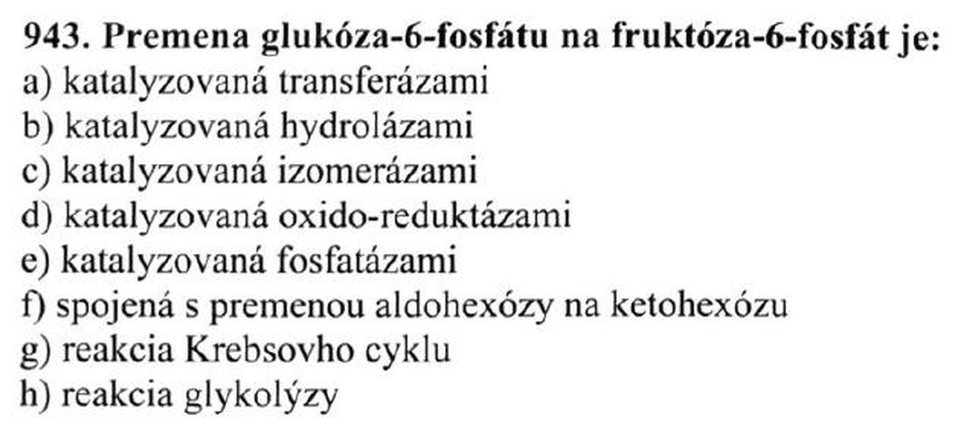 943. Premena glukóza-6-fosfátu na fruktóza-6-fosfát je:
a) katalyzovaná transferázami
b) katalyzovaná hydrolázami
c) katalyzovaná izomerázami
d) katalyzovaná oxido-reduktázami
e) katalyzovaná fosfatázami
f) spojená s premenou aldohexózy na ketohexózu
g) reakcia Krebsovho cyklu
h) reakcia glykolýzy